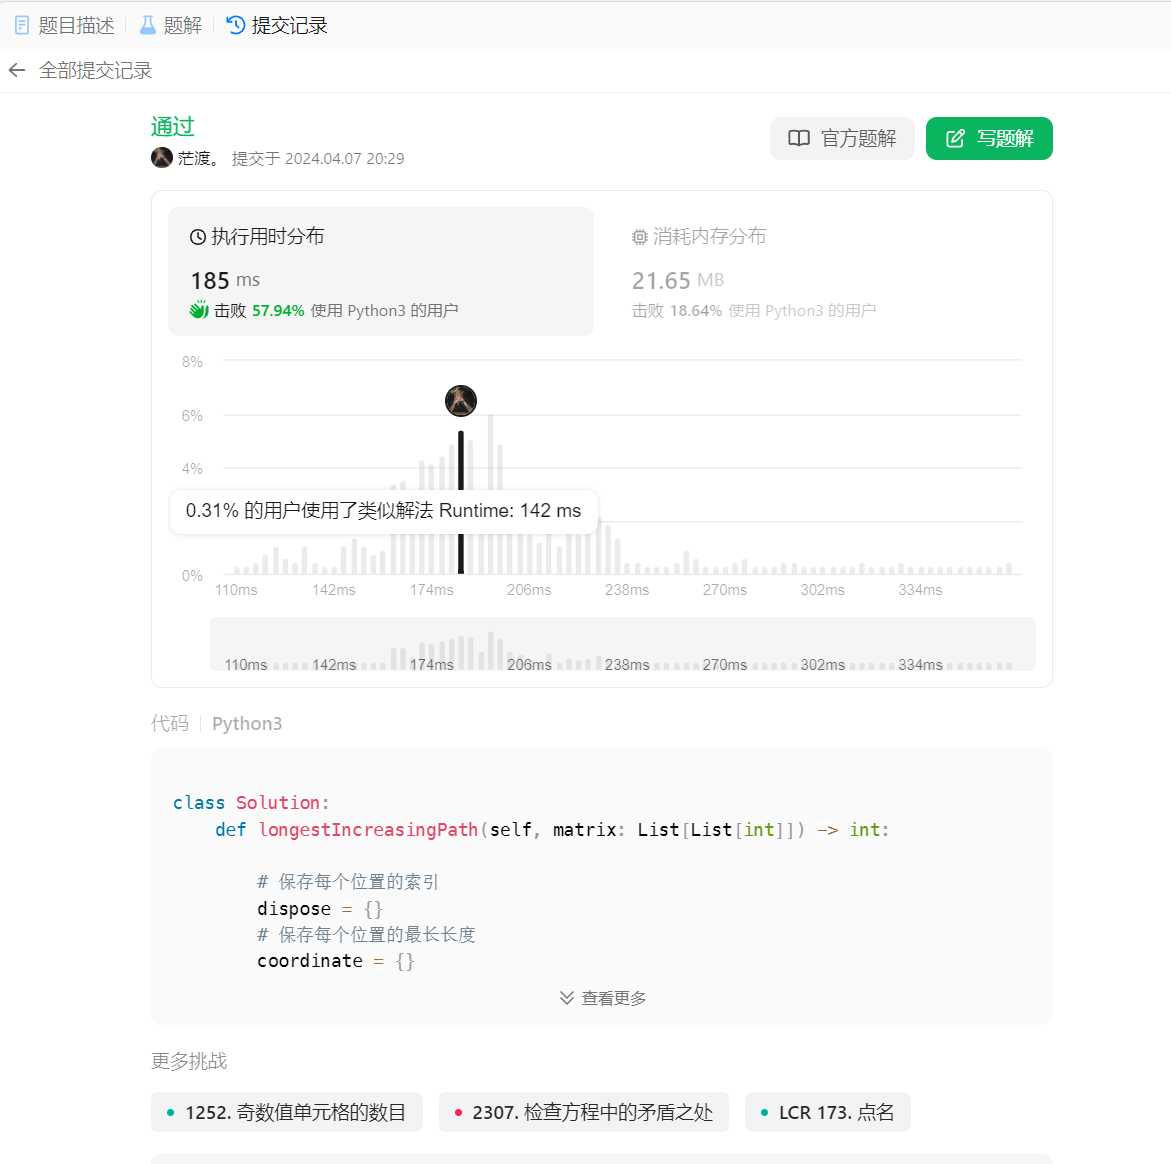 题目描述 题解 提交记录
全部提交记录
通过
官方题解 写题解
茫渡。 提交于 2024.04.07 20:29
执行用时分布 消耗内存分布
185 ms 21.65 MB
击败 57.94% 使用 Python3 的用户 击败 18.64% 使用 Python3 的用户
8%
6%
4%
0.31% 的用户使用了类似解法 Runtime: 142 ms
0%
110ms 142ms 174ms 206ms 238ms 270ms 302ms 334ms
110ms 142ms 174ms 206ms 238ms 270ms 302ms 334ms
代码 Python3
class Solution:
def longestIncreasingPath(self, matrix: List[List[int]]) -> int:
# 保存每个位置的索引
dispose = {}
# 保存每个位置的最长长度
coordinate = {}
查看更多
更多挑战
1252. 奇数值单元格的数目 2307. 检查方程中的矛盾之处 LCR 173. 点名